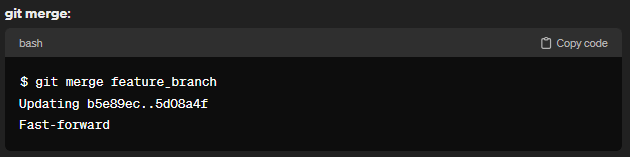 git merge:
bash
Copy code
$ git merge feature_branch
Updating b5e89ec..5d08a4f
Fast-forward